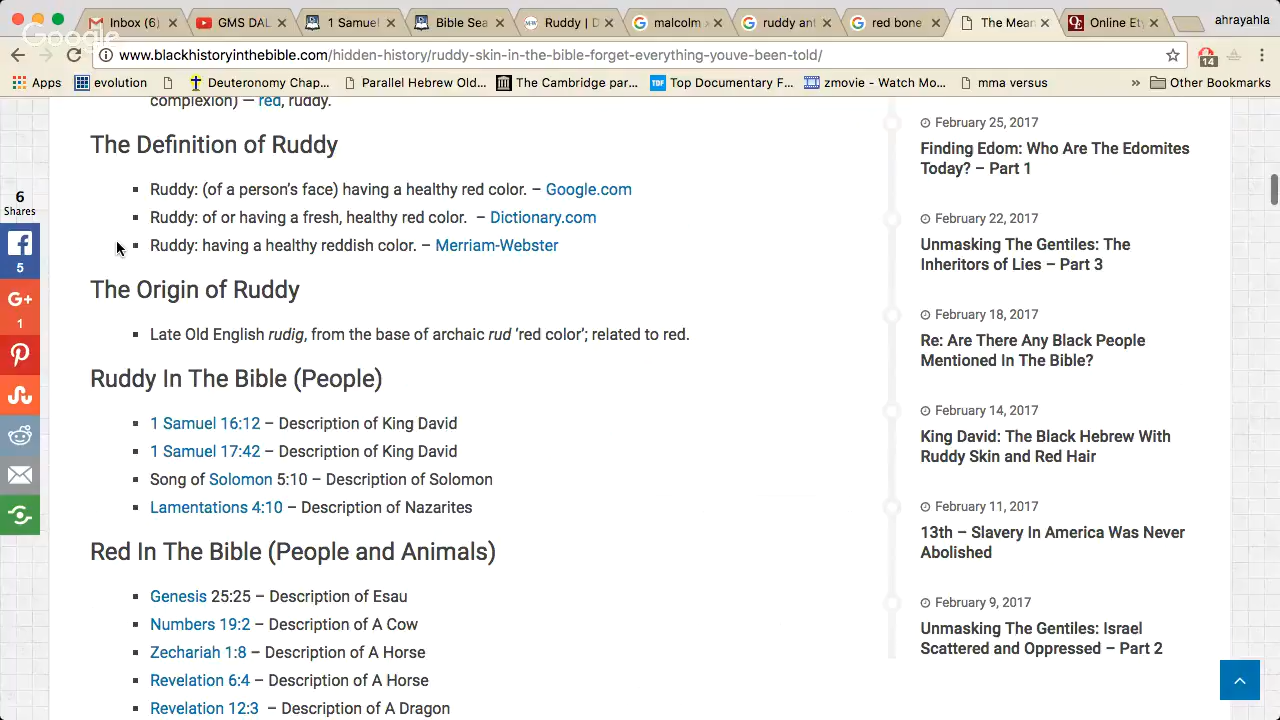 Inbox (6)
GMS DAL
1 Samuel
Bible Sea
Ruddy | D
malcolm x
ruddy ant
red bone
The Mean
Online Ety
ahrayahla
Google
www.blackhistoryinthebible.com/hidden-history/ruddy-skin-in-the-bible-forget-everything-youve-been-told/
14
Apps
evolution
Deuteronomy Chap...
Parallel Hebrew Old...
The Cambridge par...
TDF
Top Documentary F...
zmovie - Watch Mo...
mma versus
»
Other Bookmarks
complexion) — red, ruddy.
The Definition of Ruddy
Ruddy: (of a person's face) having a healthy red color. – Google.com
Ruddy: of or having a fresh, healthy red color. – Dictionary.com
Ruddy: having a healthy reddish color. – Merriam-Webster
The Origin of Ruddy
Late Old English rudig, from the base of archaic rud 'red color'; related to red.
Ruddy In The Bible (People)
1 Samuel 16:12 – Description of King David
1 Samuel 17:42 – Description of King David
Song of Solomon 5:10 – Description of Solomon
Lamentations 4:10 – Description of Nazarites
Red In The Bible (People and Animals)
Genesis 25:25 – Description of Esau
Numbers 19:2 – Description of A Cow
Zechariah 1:8 – Description of A Horse
Revelation 6:4 – Description of A Horse
Revelation 12:3 – Description of A Dragon
6
Shares
5
G+
1
February 25, 2017
Finding Edom: Who Are The Edomites
Today? – Part 1
February 22, 2017
Unmasking The Gentiles: The
Inheritors of Lies – Part 3
February 18, 2017
Re: Are There Any Black People
Mentioned In The Bible?
February 14, 2017
King David: The Black Hebrew With
Ruddy Skin and Red Hair
February 11, 2017
13th – Slavery In America Was Never
Abolished
February 9, 2017
Unmasking The Gentiles: Israel
Scattered and Oppressed – Part 2